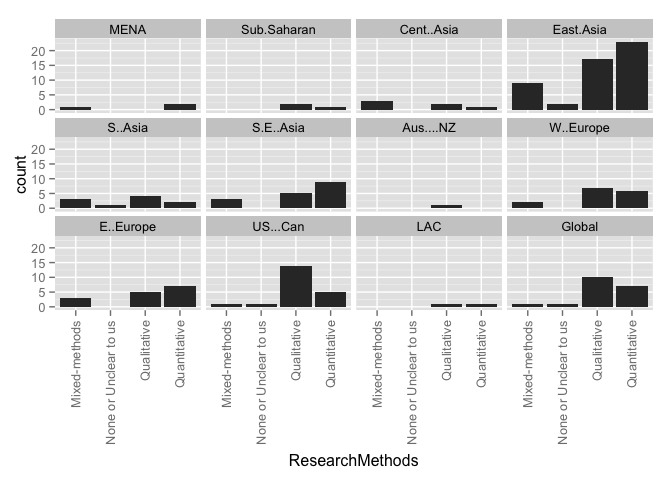 MENA Sub.Saharan Cent..Asia East.Asia
20
15
10
5
0
S..Asia S.E..Asia Aus....NZ W..Europe
20
15
10
5
0
count
E..Europe US...Can LAC Global
20
15
10
5
0
Mixed-methods
None or Unclear to us
Qualitative
Quantitative
Mixed-methods
None or Unclear to us
Qualitative
Quantitative
Mixed-methods
None or Unclear to us
Qualitative
Quantitative
Mixed-methods
None or Unclear to us
Qualitative
Quantitative
ResearchMethods